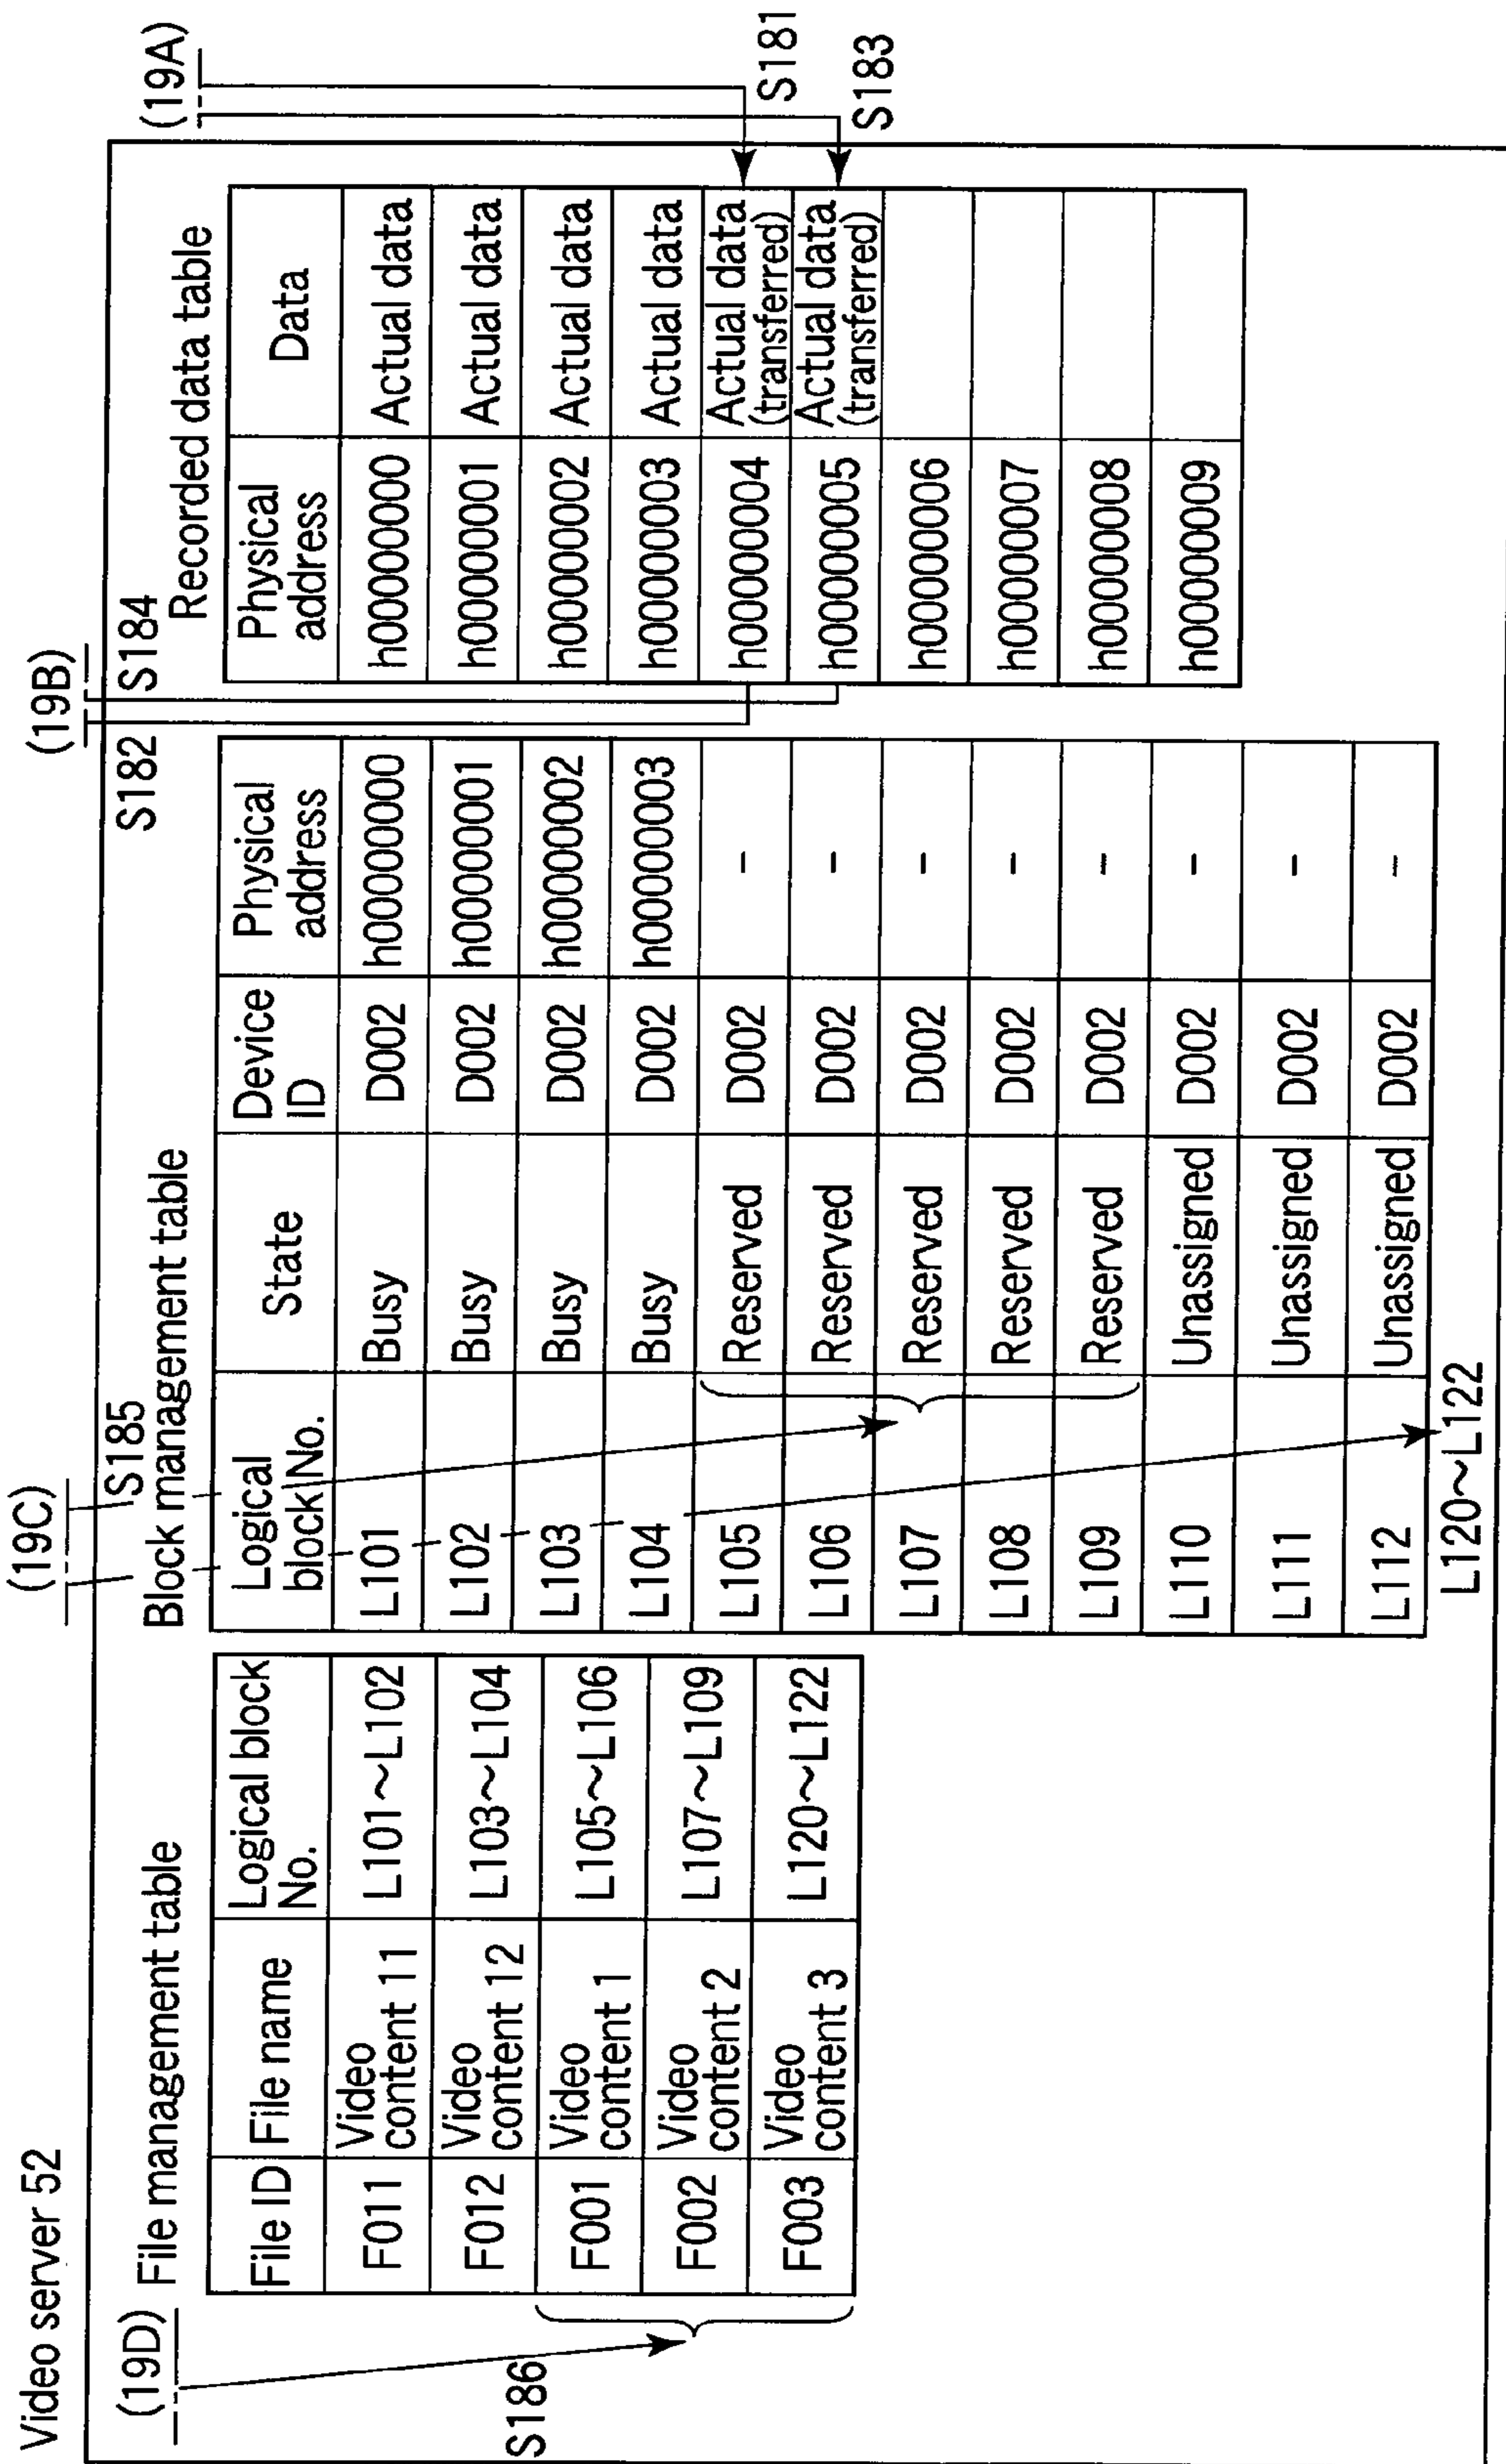 Video server 52
(19D)
S186
File management table
File ID File name Logical block No.
F011 Video content 11 L101~L102
F012 Video content 12 L103~L104
F001 Video content 1 L105~L106
F002 Video content 2 L107~L109
F003 Video content 3 L120~L122
(19C)
S185
Block management table
Logical block No. State Device ID Physical address
L101 Busy D002 h00000000
L102 Busy D002 h00000001
L103 Busy D002 h00000002
L104 Busy D002 h00000003
L105 Reserved D002 -
L106 Reserved D002 -
L107 Reserved D002 -
L108 Reserved D002 -
L109 Reserved D002 -
L110 Unassigned D002 -
L111 Unassigned D002 -
L112 Unassigned D002 -
L120~L122
(19B)
S182 S184
Recorded data table
Physical address Data
h00000000 Actual data
h00000001 Actual data
h00000002 Actual data
h00000003 Actual data
h00000004 Actual data (transferred)
h00000005 Actual data (transferred)
h00000006
h00000007
h00000008
h00000009
(19A)
S181
S183